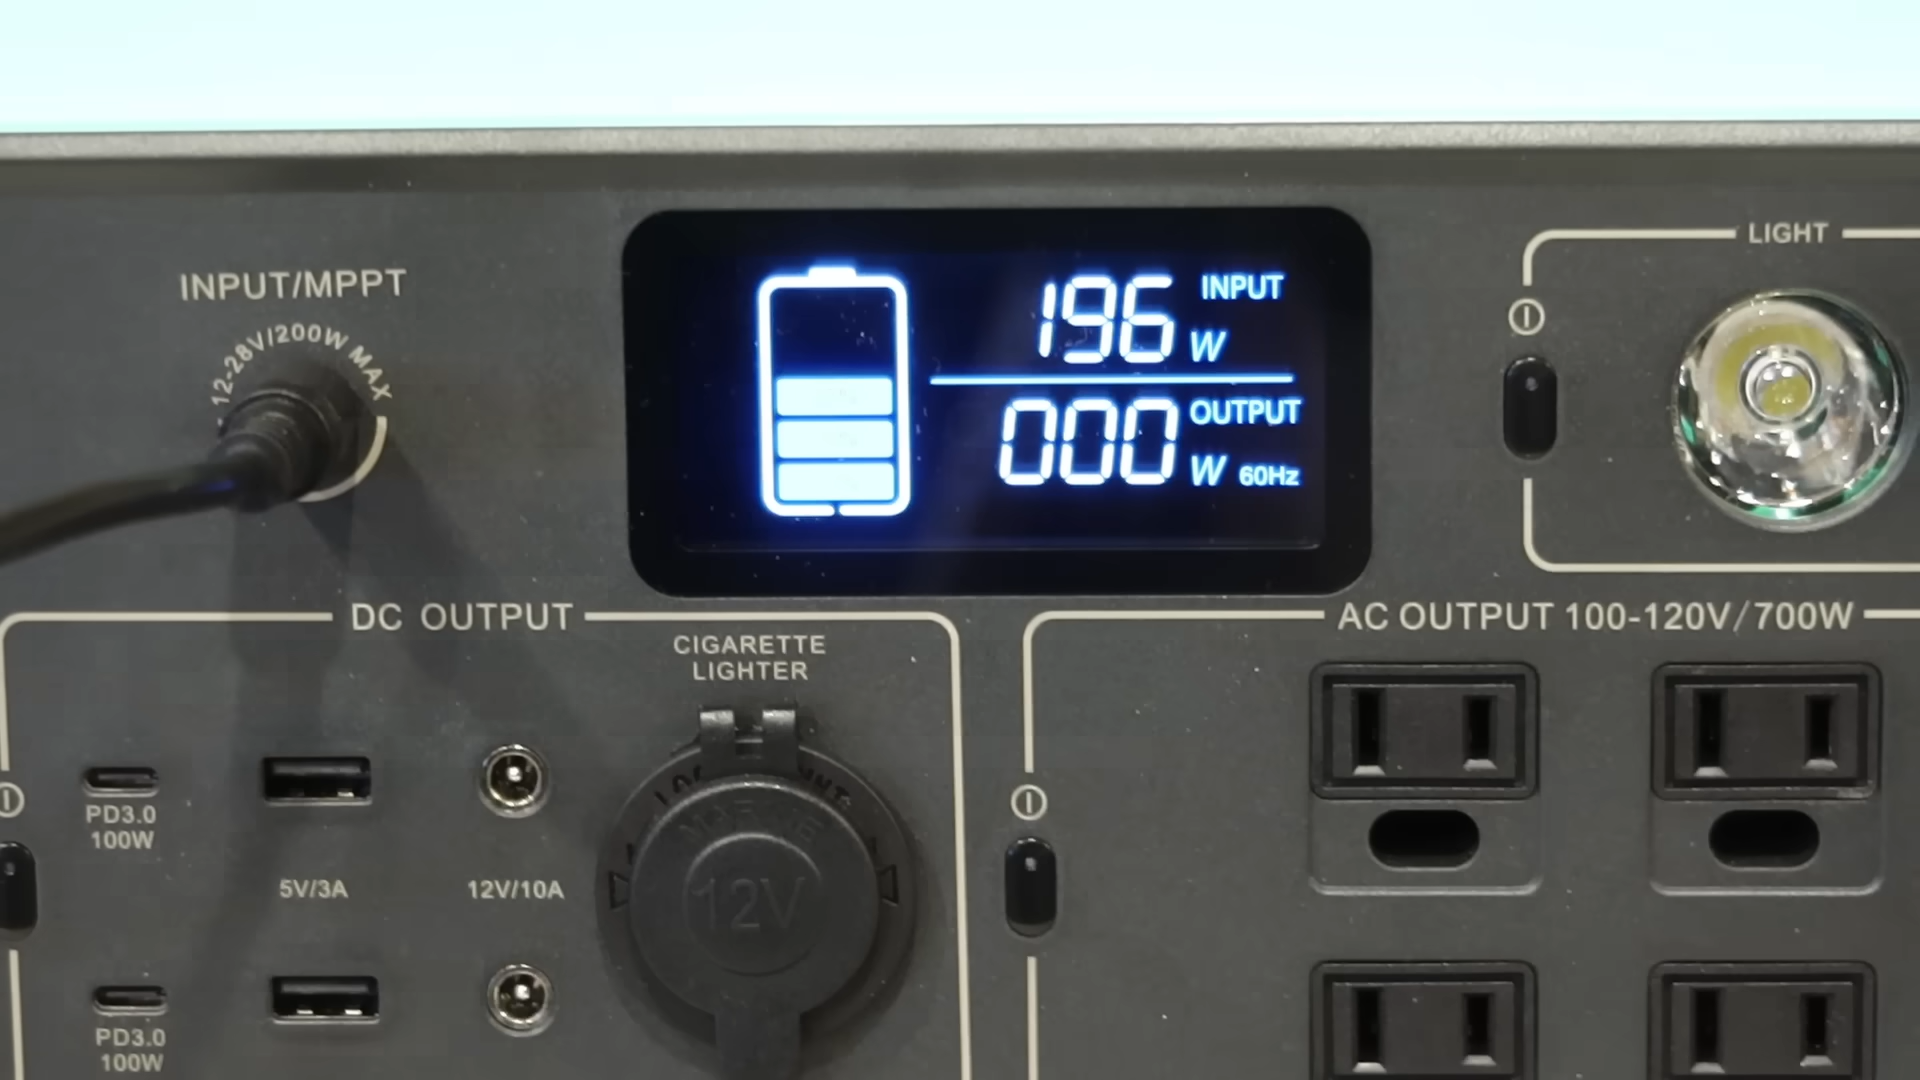 INPUT/MPPT
12-28V/200W MAX
196 INPUT
W
000 OUTPUT
W 60Hz
LIGHT
DC OUTPUT
CIGARETTE
LIGHTER
12V
PD3.0
100W
5V/3A
12V/10A
PD3.0
100W
AC OUTPUT 100-120V/700W